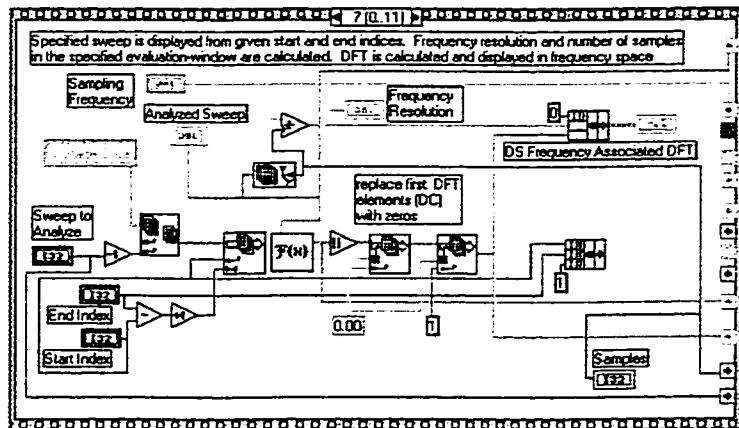 7 [0..11]
Specified sweep is displayed from given start and end indices. Frequency resolution and number of samples
in the specified evaluation-window are calculated. DFT is calculated and displayed in frequency space
Sampling
Frequency
Frequency
Resolution
Analyzed Sweep
DBL
0
DS Frequency Associated DFT
replace first DFT
elements (DC)
with zeros
Sweep to
Analyze
I32
F(x)
I32
End Index
1
0.00
1
I32
Start Index
Samples
I32